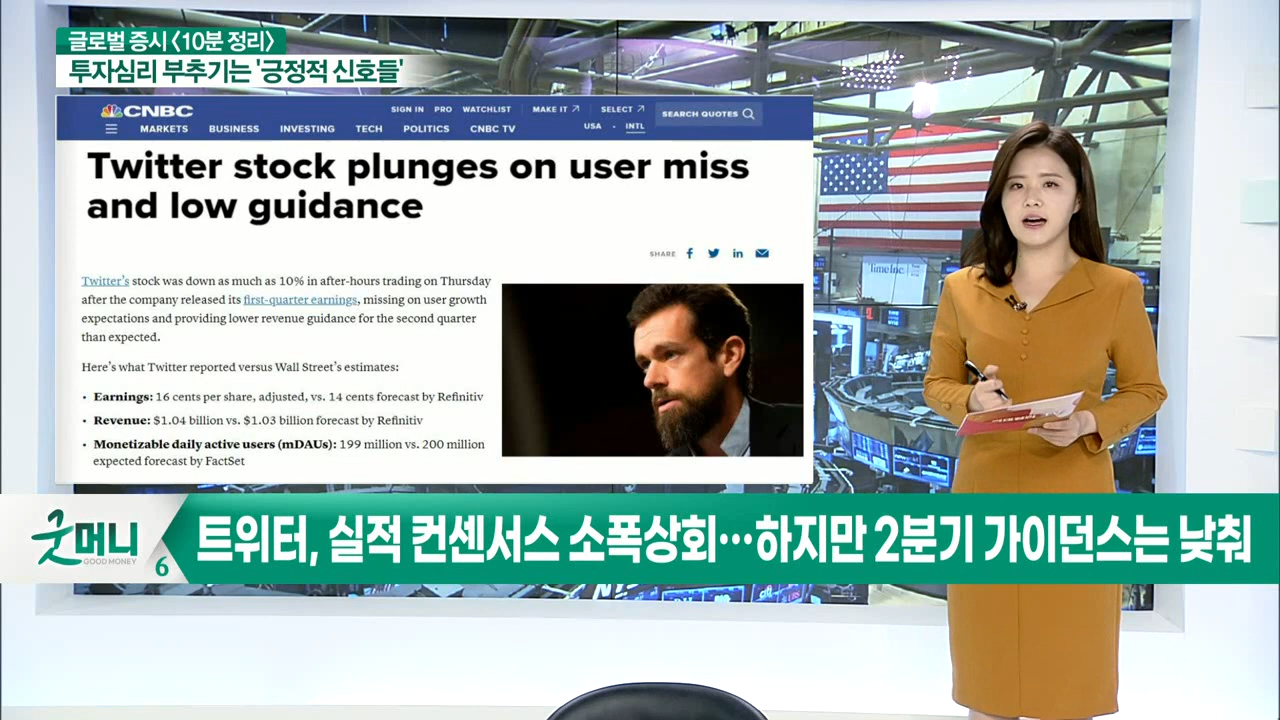 글로벌 증시 <10분 정리>
투자심리 부추기는 '긍정적 신호들'
CNBC
SIGN IN PRO WATCHLIST MAKE IT SELECT SEARCH QUOTES
MARKETS BUSINESS INVESTING TECH POLITICS CNBC TV USA · INTL
Twitter stock plunges on user miss
and low guidance
SHARE
Twitter's stock was down as much as 10% in after-hours trading on Thursday
after the company released its first-quarter earnings, missing on user growth
expectations and providing lower revenue guidance for the second quarter
than expected.
Here's what Twitter reported versus Wall Street's estimates:
• Earnings: 16 cents per share, adjusted, vs. 14 cents forecast by Refinitiv
• Revenue: $1.04 billion vs. $1.03 billion forecast by Refinitiv
• Monetizable daily active users (mDAUs): 199 million vs. 200 million
expected forecast by FactSet
TimeInc.
굿머니
GOOD MONEY
6
트위터, 실적 컨센서스 소폭상회…하지만 2분기 가이던스는 낮춰